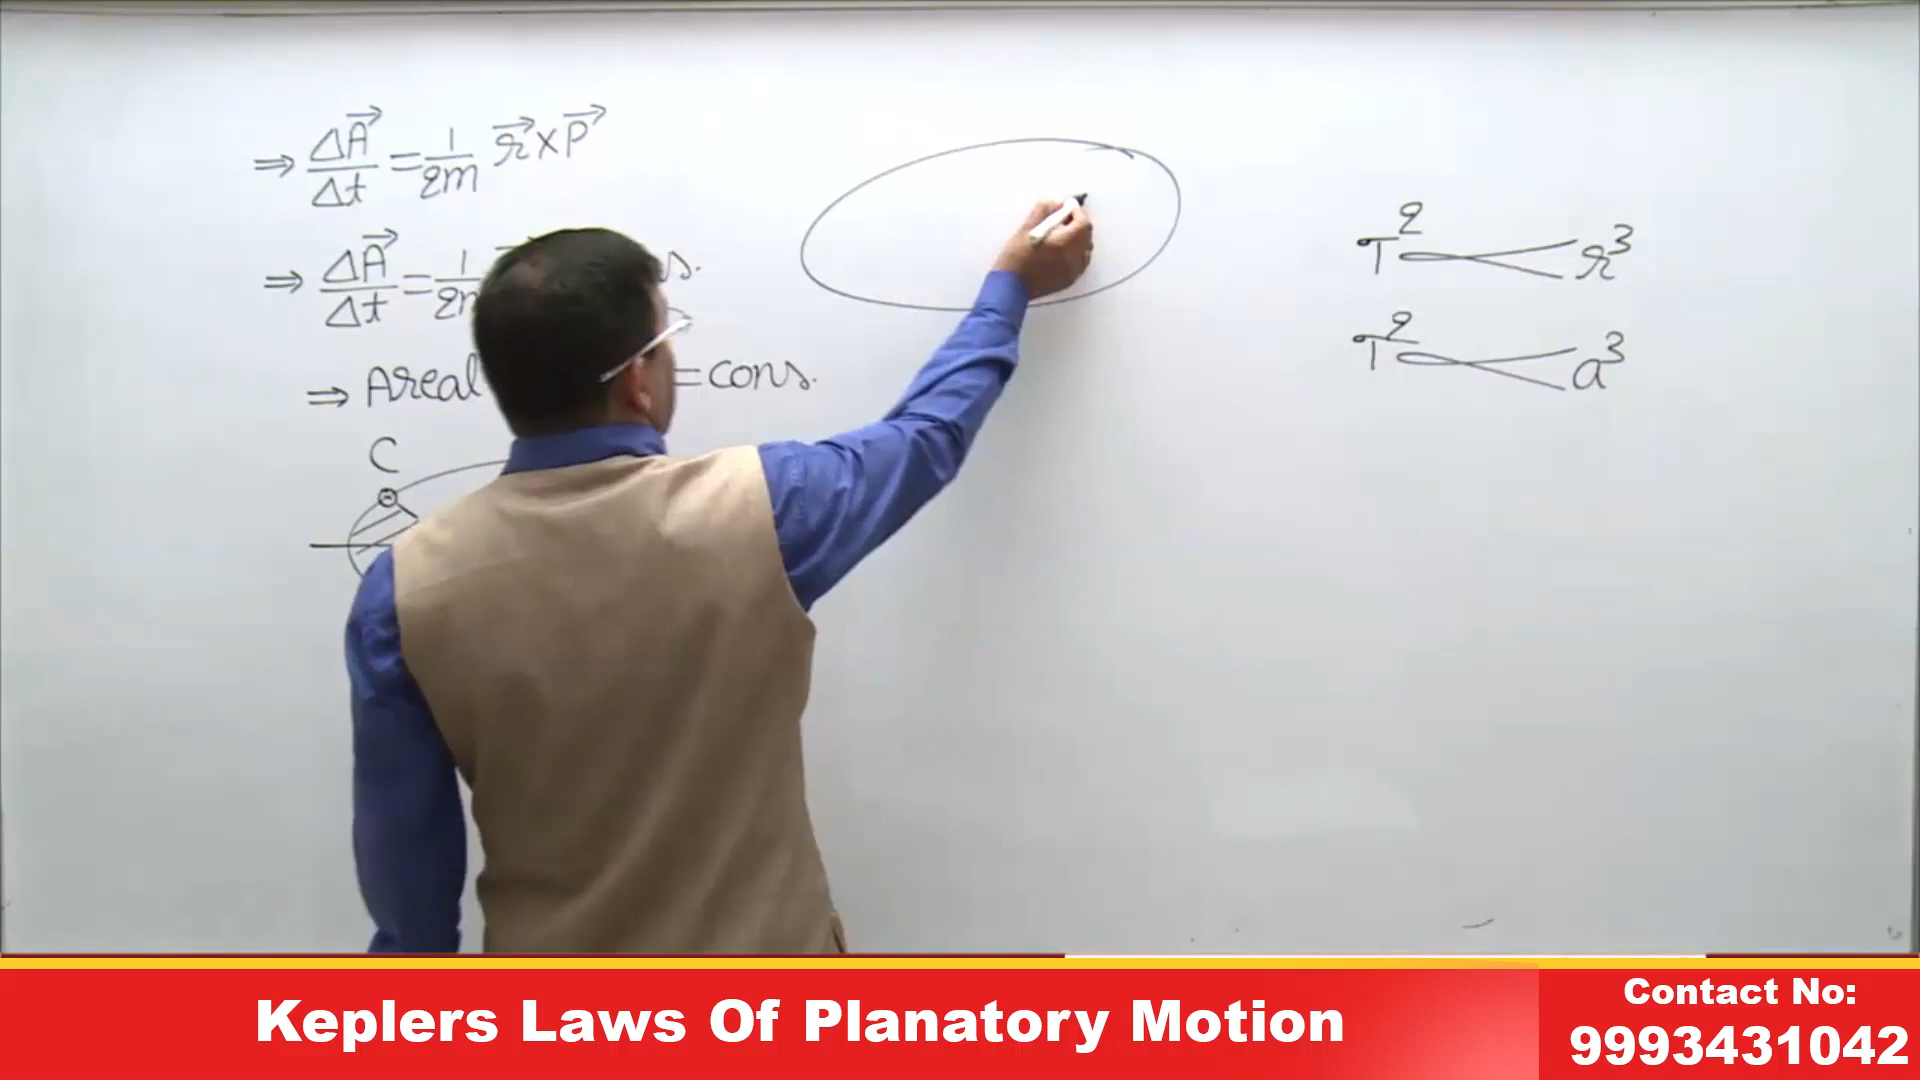 ⇒ ΔA⃗/Δt = 1/2m r⃗ × P⃗
⇒ ΔA⃗/Δt = 1/2m s.
⇒ Areal = cons.
C
T² ∝ r³
T² ∝ a³
Keplers Laws Of Planatory Motion
Contact No:
9993431042